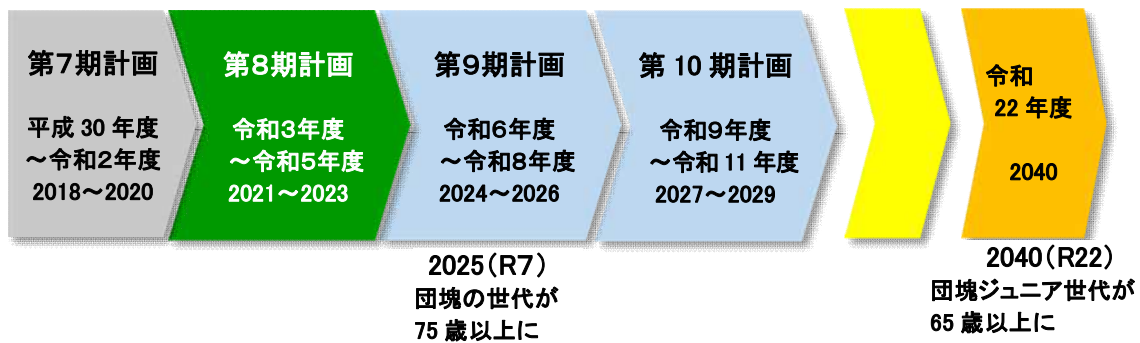 第7期計画
平成 30 年度
～令和2年度
2018～2020
第8期計画
令和3年度
～令和5年度
2021～2023
第9期計画
令和6年度
～令和8年度
2024～2026
第 10 期計画
令和9年度
～令和 11 年度
2027～2029
令和
22 年度
2040
2025（R7）
団塊の世代が
75 歳以上に
2040（R22）
団塊ジュニア世代が
65 歳以上に